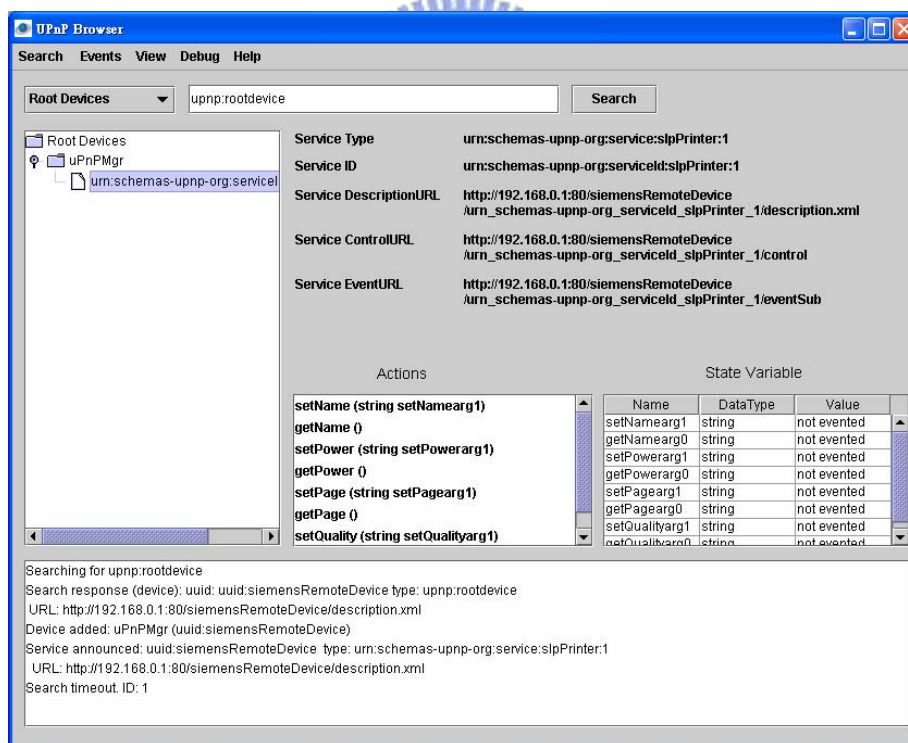 UPnP Browser
Search Events View Debug Help
Root Devices upnp:rootdevice Search
Root Devices
uPnPMgr
urn:schemas-upnp-org:serviceI
Service Type urn:schemas-upnp-org:service:slpPrinter:1
Service ID urn:schemas-upnp-org:serviceId:slpPrinter:1
Service DescriptionURL http://192.168.0.1:80/siemensRemoteDevice
/urn_schemas-upnp-org_serviceId_slpPrinter_1/description.xml
Service ControlURL http://192.168.0.1:80/siemensRemoteDevice
/urn_schemas-upnp-org_serviceId_slpPrinter_1/control
Service EventURL http://192.168.0.1:80/siemensRemoteDevice
/urn_schemas-upnp-org_serviceId_slpPrinter_1/eventSub
Actions
setName (string setNamearg1)
getName ()
setPower (string setPowerarg1)
getPower ()
setPage (string setPagearg1)
getPage ()
setQuality (string setQualityarg1)
State Variable
Name DataType Value
setNamearg1 string not evented
getNamearg0 string not evented
setPowerarg1 string not evented
getPowerarg0 string not evented
setPagearg1 string not evented
getPagearg0 string not evented
setQualityarg1 string not evented
getQualityarg0 string not evented
Searching for upnp:rootdevice
Search response (device): uuid: uuid:siemensRemoteDevice type: upnp:rootdevice
URL: http://192.168.0.1:80/siemensRemoteDevice/description.xml
Device added: uPnPMgr (uuid:siemensRemoteDevice)
Service announced: uuid:siemensRemoteDevice type: urn:schemas-upnp-org:service:slpPrinter:1
URL: http://192.168.0.1:80/siemensRemoteDevice/description.xml
Search timeout. ID: 1